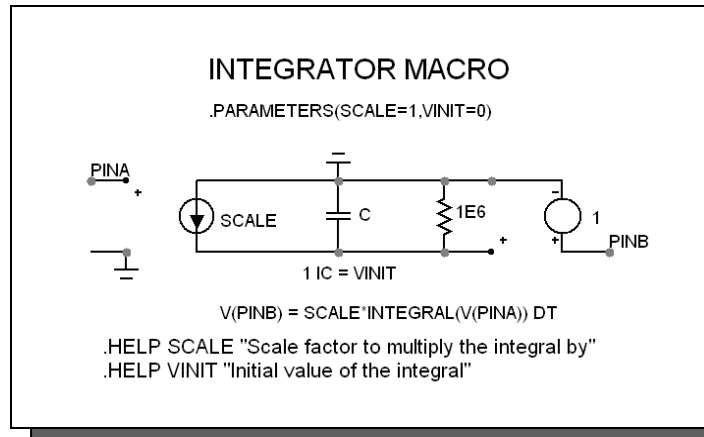 INTEGRATOR MACRO
.PARAMETERS(SCALE=1,VINIT=0)
PINA
+
SCALE
C
1E6
+
-
+
1
PINB
1 IC = VINIT
V(PINB) = SCALE*INTEGRAL(V(PINA)) DT
.HELP SCALE "Scale factor to multiply the integral by"
.HELP VINIT "Initial value of the integral"